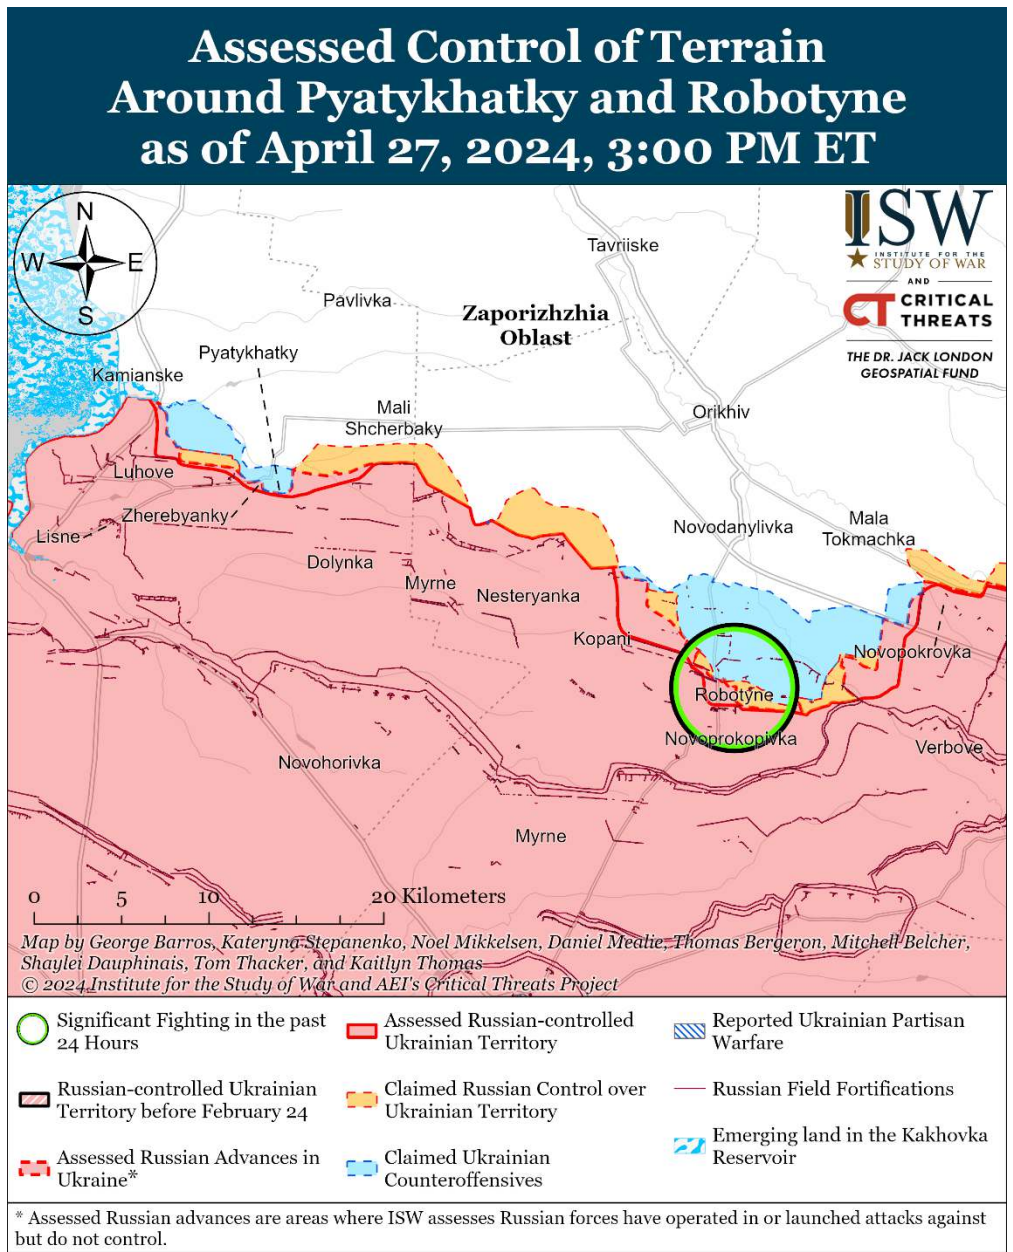 Assessed Control of Terrain
Around Pyatykhatky and Robotyne
as of April 27, 2024, 3:00 PM ET
N
W
E
S
ISW
INSTITUTE FOR THE
STUDY OF WAR
AND
CT CRITICAL
THREATS
THE DR. JACK LONDON
GEOSPATIAL FUND
Tavriiske
Pavlivka
Zaporizhzhia
Oblast
Pyatykhatky
Kamianske
Mali
Shcherbaky
Orikhiv
Luhove
Zherebyanky
Lisne
Novodanylivka
Mala
Tokmachka
Dolynka
Myrne
Nesteryanka
Kopani
Novopokrovka
Robotyne
Novoprokopivka
Verbove
Novohorivka
Myrne
0 5 10 20 Kilometers
Map by George Barros, Kateryna Stepanenko, Noel Mikkelsen, Daniel Mealie, Thomas Bergeron, Mitchell Belcher,
Shaylei Dauphinais, Tom Thacker, and Kaitlyn Thomas
© 2024 Institute for the Study of War and AEI's Critical Threats Project
Significant Fighting in the past
24 Hours
Russian-controlled Ukrainian
Territory before February 24
Assessed Russian Advances in
Ukraine*
Assessed Russian-controlled
Ukrainian Territory
Claimed Russian Control over
Ukrainian Territory
Claimed Ukrainian
Counteroffensives
Reported Ukrainian Partisan
Warfare
Russian Field Fortifications
Emerging land in the Kakhovka
Reservoir
* Assessed Russian advances are areas where ISW assesses Russian forces have operated in or launched attacks against
but do not control.